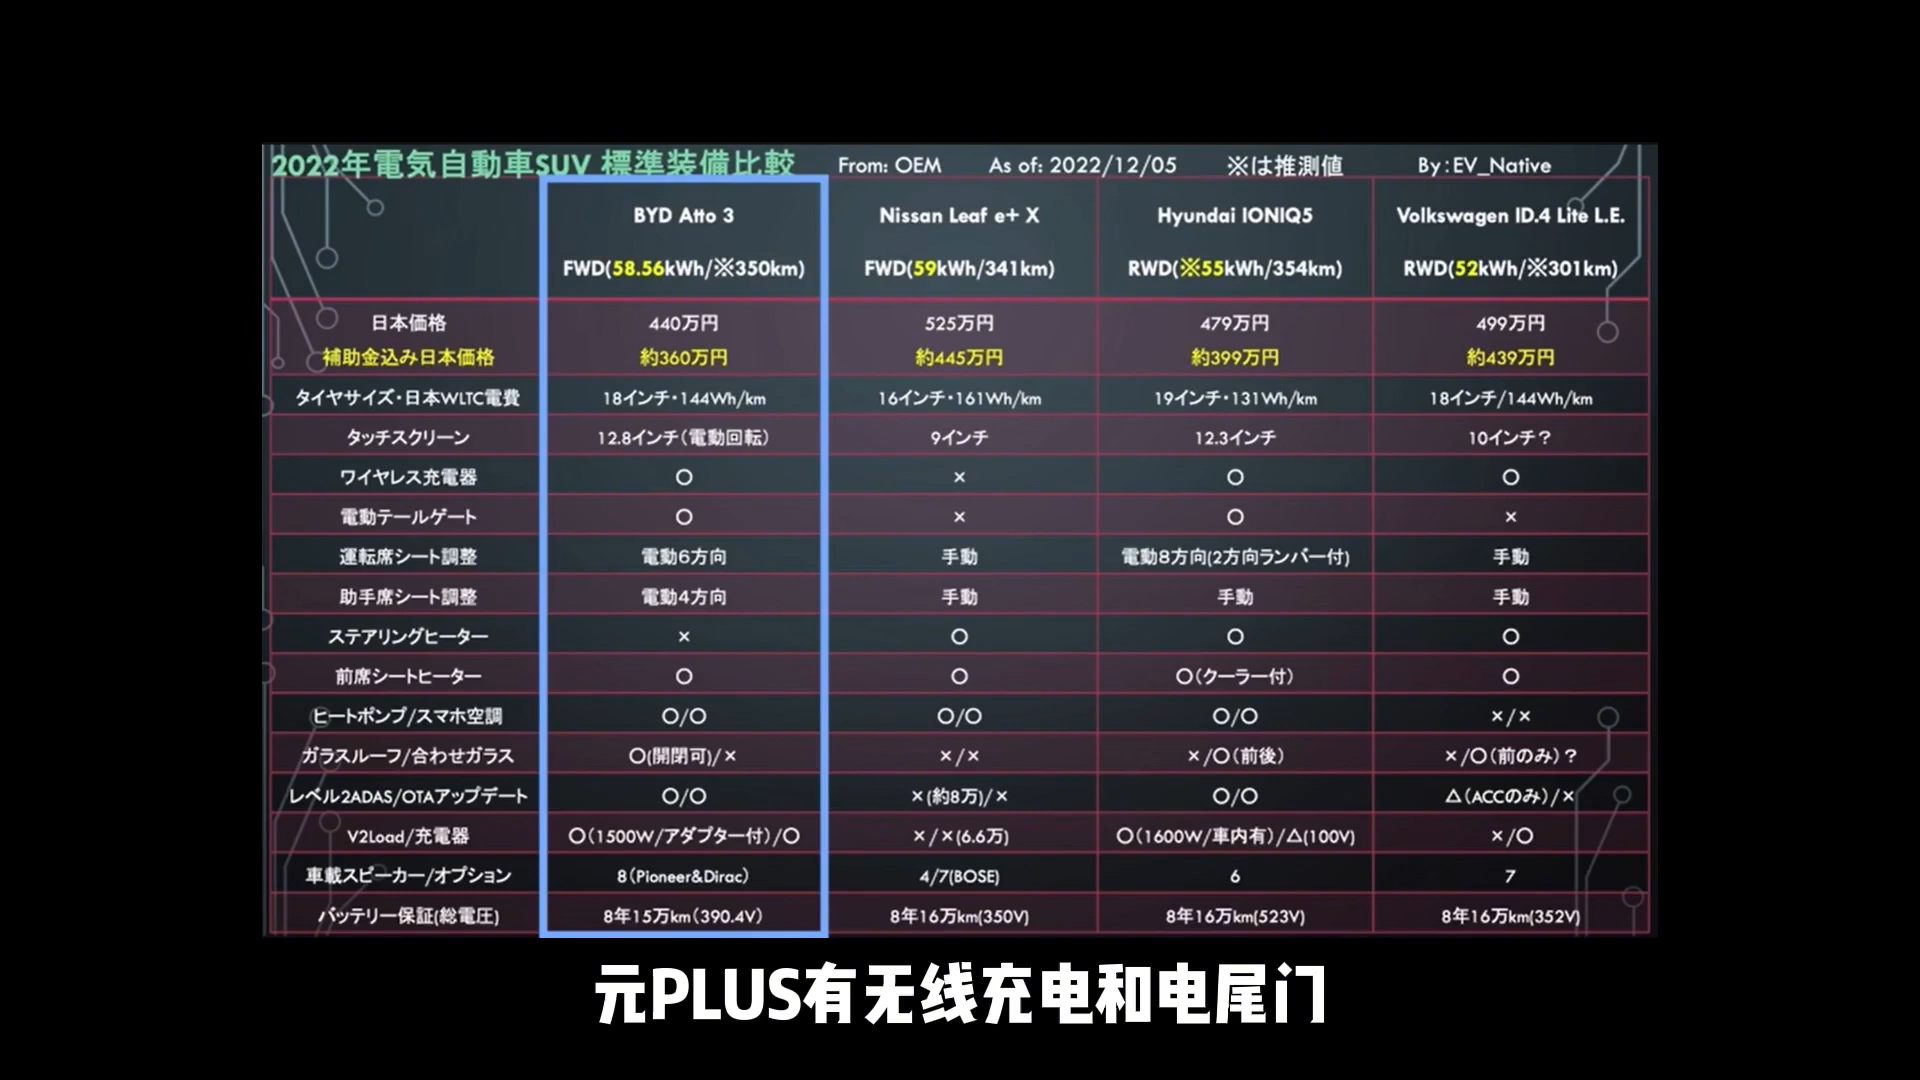 2022年電気自動車SUV 標準装備比較 From: OEM As of: 2022/12/05 ※は推測値 By:EV_Native
BYD Atto 3 Nissan Leaf e+ X Hyundai IONIQ5 Volkswagen ID.4 Lite L.E.
FWD(58.56kWh/※350km) FWD(59kWh/341km) RWD(※55kWh/354km) RWD(52kWh/※301km)
日本価格 440万円 525万円 479万円 499万円
補助金込み日本価格 約360万円 約445万円 約399万円 約439万円
タイヤサイズ・日本WLTC電費 18インチ・144Wh/km 16インチ・161Wh/km 19インチ・131Wh/km 18インチ/144Wh/km
タッチスクリーン 12.8インチ(電動回転) 9インチ 12.3インチ 10インチ？
ワイヤレス充電器 〇 × 〇 〇
電動テールゲート 〇 × 〇 ×
運転席シート調整 電動6方向 手動 電動8方向(2方向ランバー付) 手動
助手席シート調整 電動4方向 手動 手動 手動
ステアリングヒーター × 〇 〇 〇
前席シートヒーター 〇 〇 〇(クーラー付) 〇
ヒートポンプ/スマホ空調 〇/〇 〇/〇 〇/〇 ×/×
ガラスルーフ/合わせガラス 〇(開閉可)/× ×/× ×/〇(前後) ×/〇(前のみ)？
レベル2ADAS/OTAアップデート 〇/〇 ×(約8万)/× 〇/〇 △(ACCのみ)/×
V2Load/充電器 〇(1500W/アダプター付)/〇 ×/×(6.6万) 〇(1600W/車内有)/△(100V) ×/〇
車載スピーカー/オプション 8(Pioneer&Dirac) 4/7(BOSE) 6 7
バッテリー保証(総電圧) 8年15万km(390.4V) 8年16万km(350V) 8年16万km(523V) 8年16万km(352V)
元PLUS有无线充电和电尾门